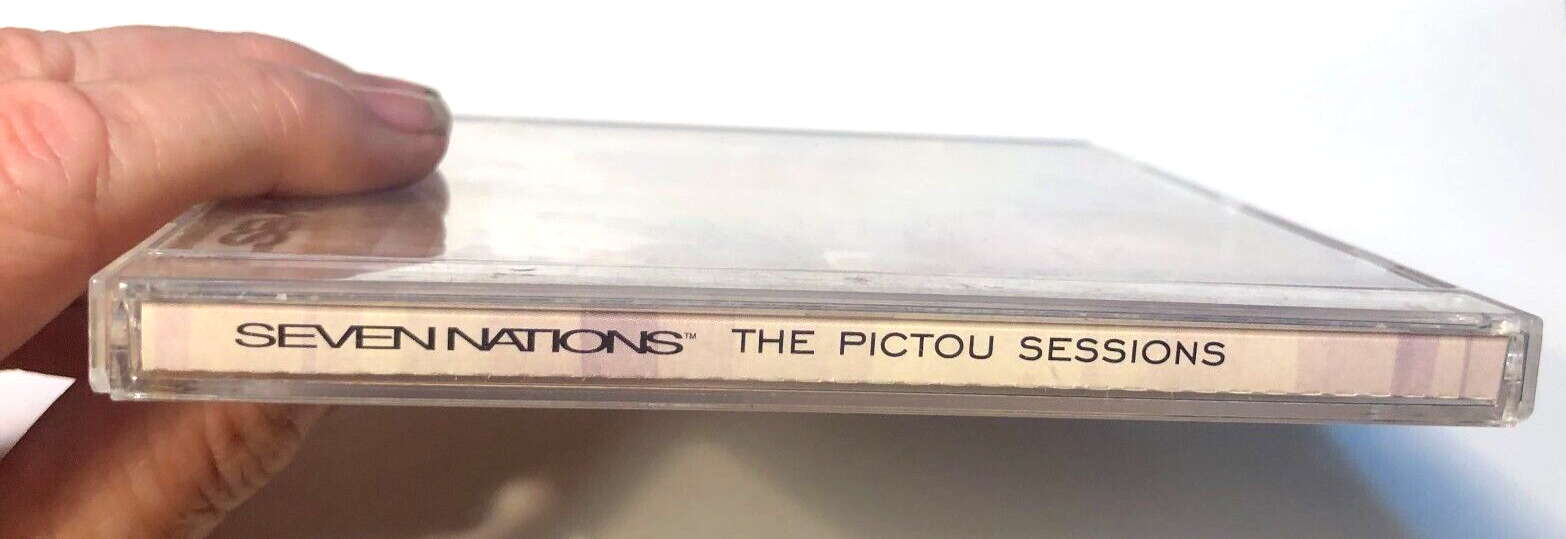 SEVEN NATIONS™ THE PICTOU SESSIONS